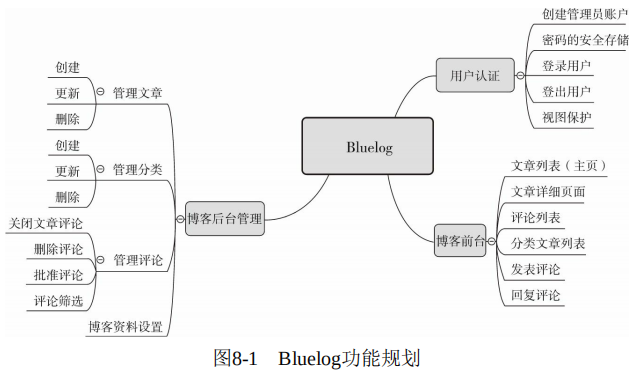 Bluelog
用户认证
创建管理员账户
密码的安全存储
登录用户
登出用户
视图保护
博客前台
文章列表（主页）
文章详细页面
评论列表
分类文章列表
发表评论
回复评论
博客后台管理
管理文章
创建
更新
删除
管理分类
创建
更新
删除
管理评论
关闭文章评论
删除评论
批准评论
评论筛选
博客资料设置
图8-1 Bluelog功能规划